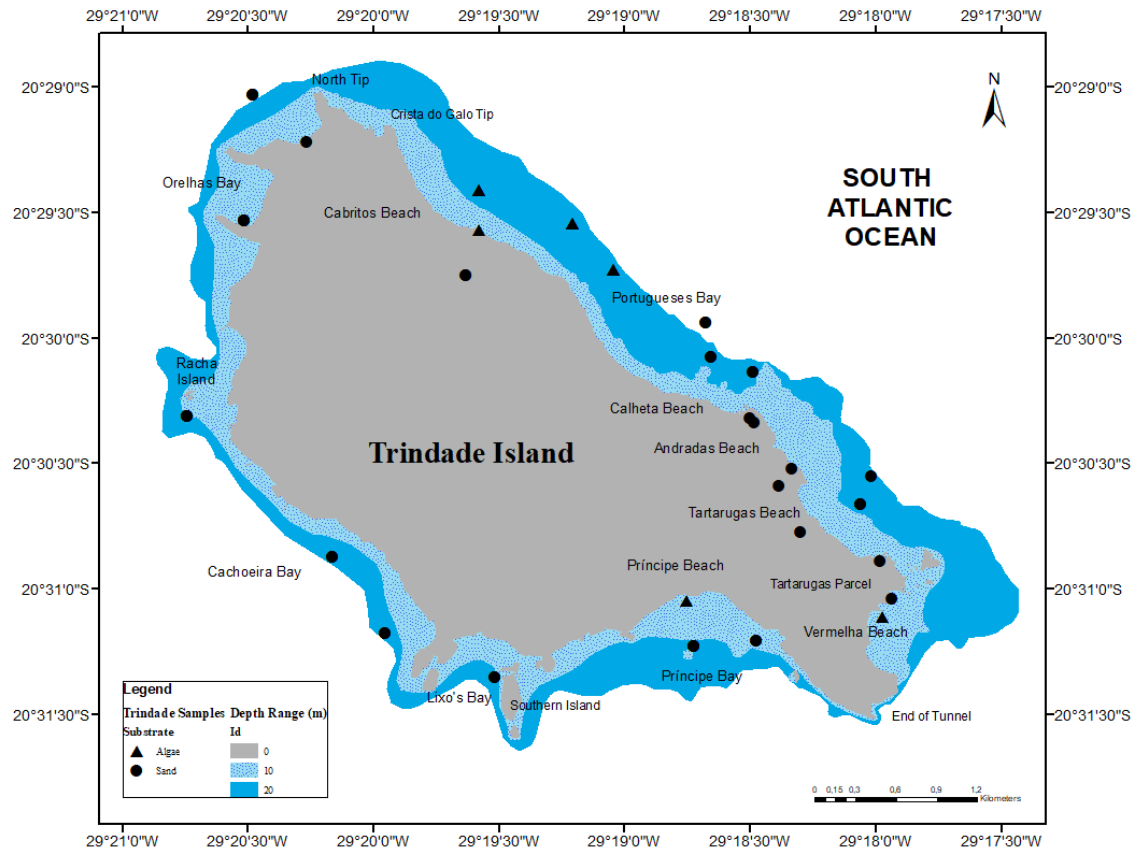 29°21'0"W 29°20'30"W 29°20'0"W 29°19'30"W 29°19'0"W 29°18'30"W 29°18'0"W 29°17'30"W
20°29'0"S 20°29'0"S
North Tip
N
Crista do Galo Tip
Orelhas Bay
SOUTH
ATLANTIC
OCEAN
Cabritos Beach
20°29'30"S 20°29'30"S
Portugueses Bay
20°30'0"S 20°30'0"S
Racha
Island
Calheta Beach
Trindade Island
Andradas Beach
20°30'30"S 20°30'30"S
Tartarugas Beach
Cachoeira Bay
Príncipe Beach
Tartarugas Parcel
20°31'0"S 20°31'0"S
Vermelha Beach
Príncipe Bay
Lixo's Bay
Southern Island
End of Tunnel
20°31'30"S 20°31'30"S
Legend
Trindade Samples Depth Range (m)
Substrate Id
Algae 0
Sand 10
20
0 0,15 0,3 0,6 0,9 1,2
Kilometers
29°21'0"W 29°20'30"W 29°20'0"W 29°19'30"W 29°19'0"W 29°18'30"W 29°18'0"W 29°17'30"W